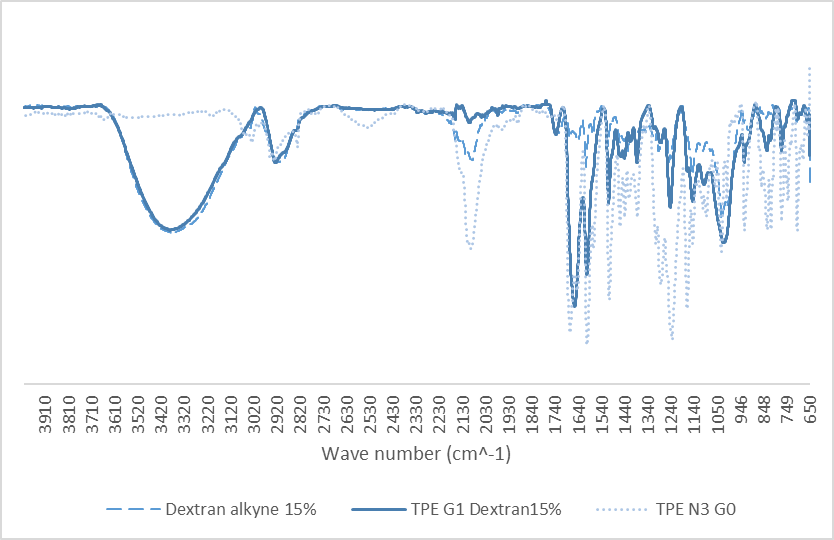 3910 3810 3710 3610 3520 3420 3320 3220 3120 3020 2920 2820 2730 2630 2530 2430 2330 2230 2130 2030 1930 1840 1740 1640 1540 1440 1340 1240 1140 1050 946 848 749 650
Wave number (cm^-1)
Dextran alkyne 15% TPE G1 Dextran15% TPE N3 G0